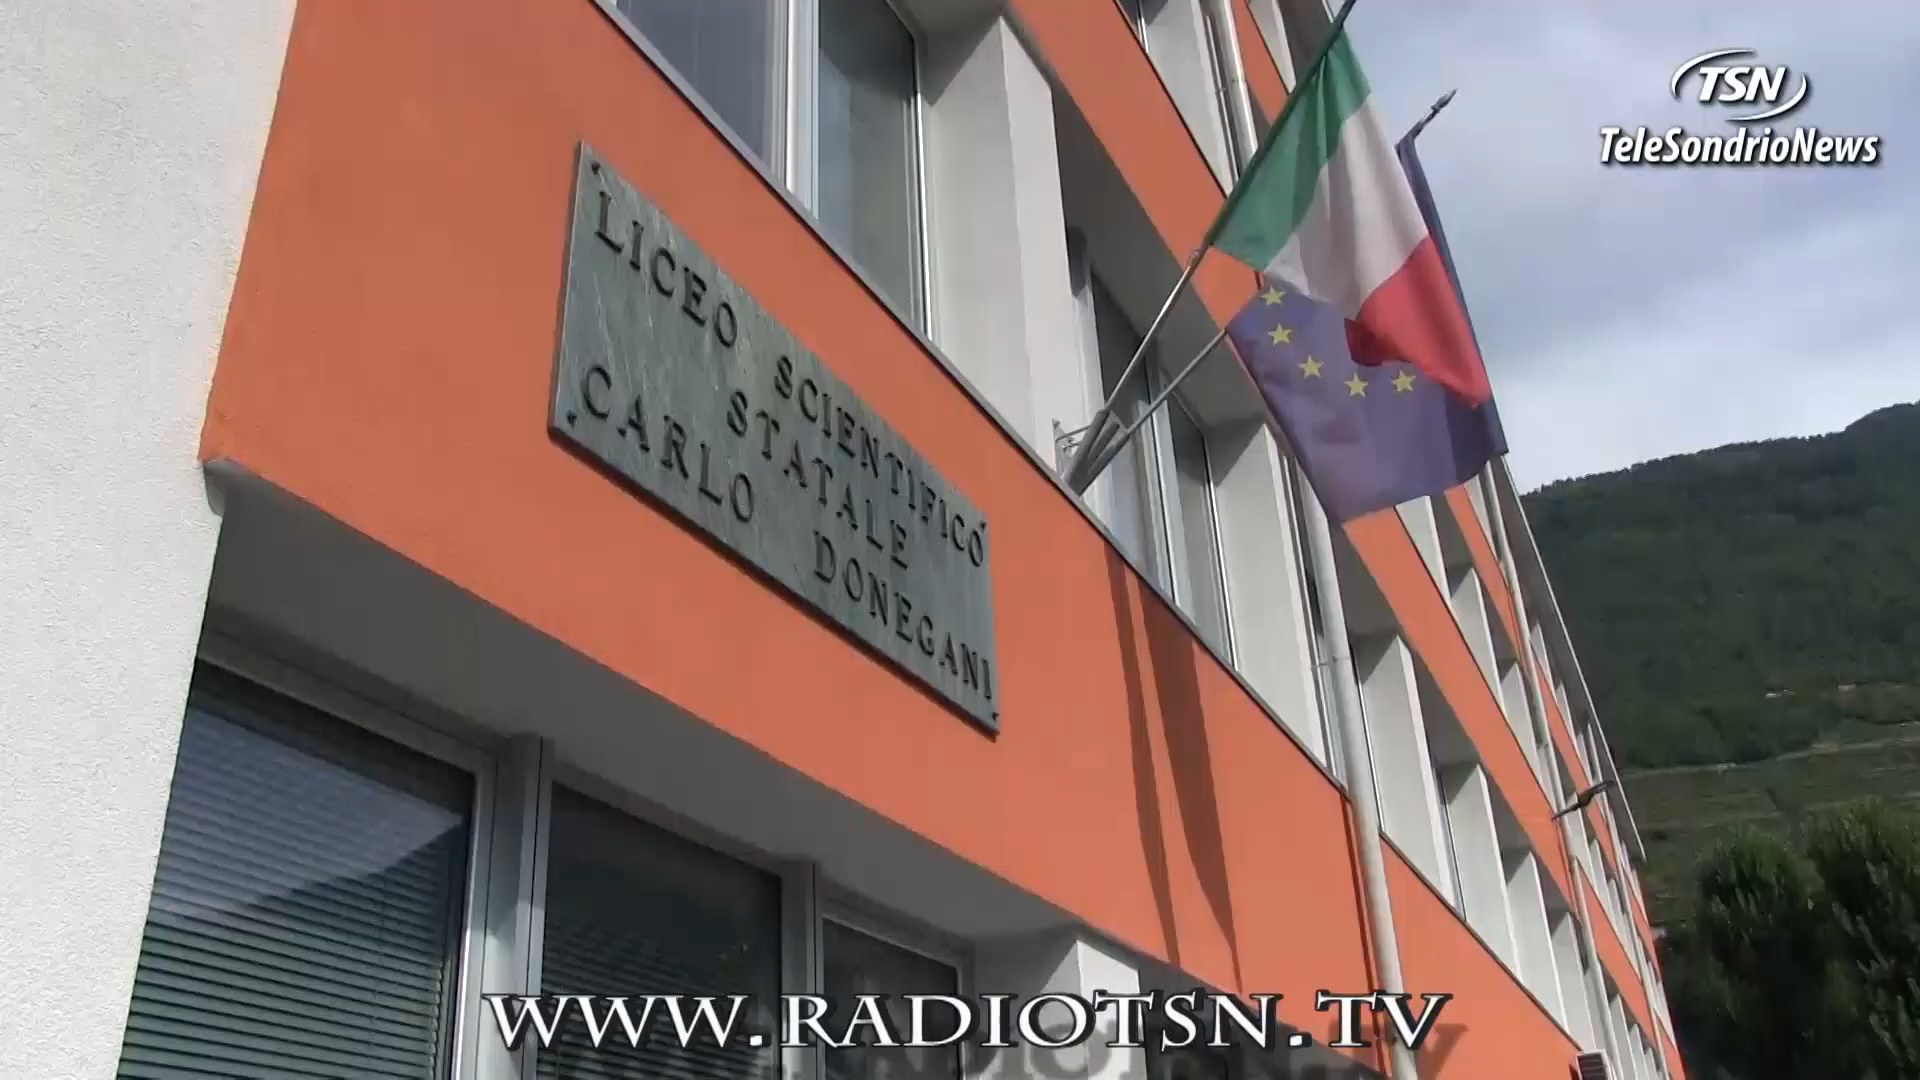 TSN
TeleSondrioNews
LICEO SCIENTIFICO
STATALE
CARLO DONEGANI
WWW.RADIOTSN.TV